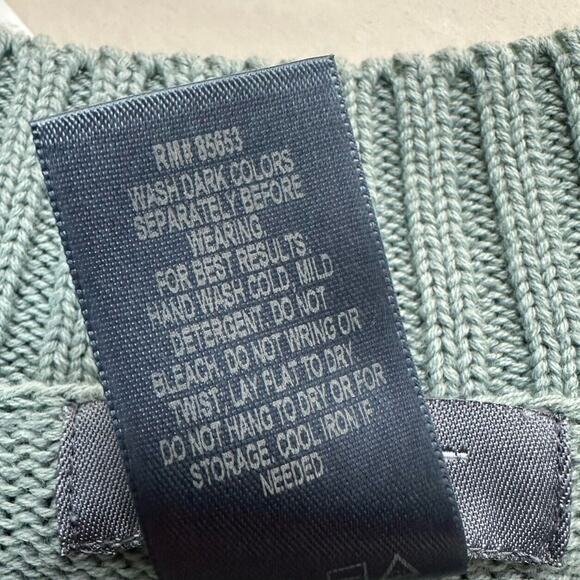 RM# 85653
WASH DARK COLORS
SEPARATELY BEFORE
WEARING.
FOR BEST RESULTS,
HAND WASH COLD, MILD
DETERGENT. DO NOT
BLEACH. DO NOT WRING OR
TWIST. LAY FLAT TO DRY.
DO NOT HANG TO DRY OR FOR
STORAGE. COOL IRON IF
NEEDED